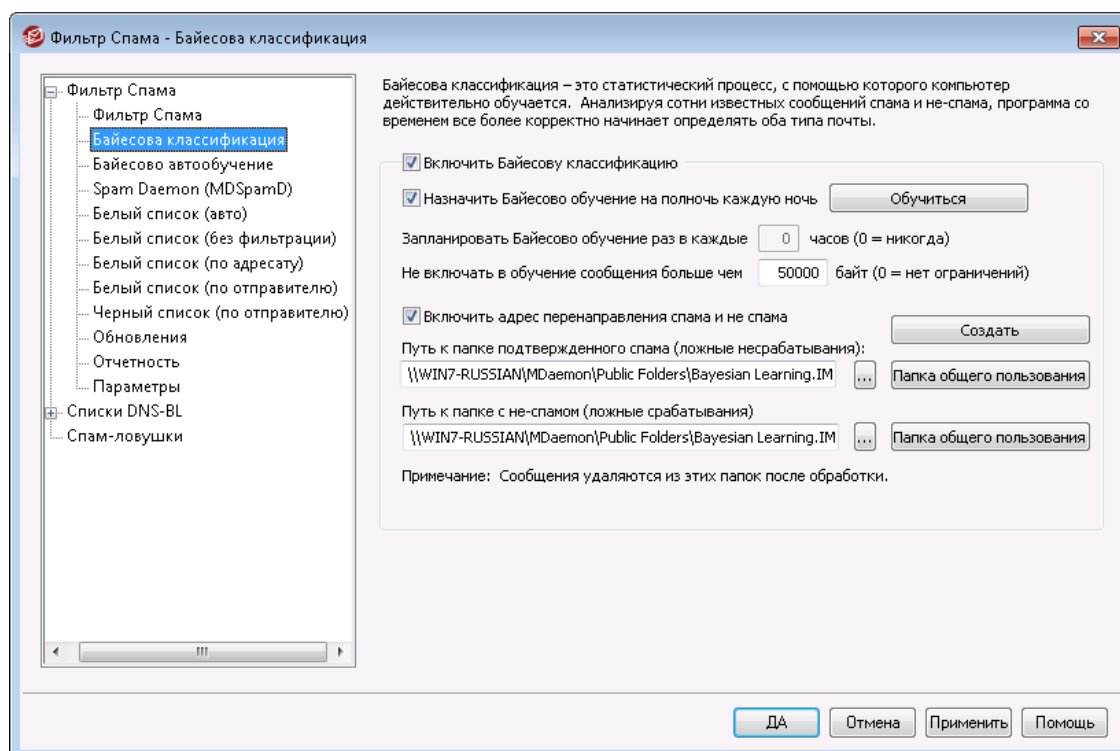 Фильтр Спама - Байесова классификация
Фильтр Спама
Фильтр Спама
Байесова классификация
Байесово автообучение
Spam Daemon (MDSpamD)
Белый список (авто)
Белый список (без фильтрации)
Белый список (по адресату)
Белый список (по отправителю)
Черный список (по отправителю)
Обновления
Отчетность
Параметры
Списки DNS-BL
Спам-ловушки
Байесова классификация – это статистический процесс, с помощью которого компьютер
действительно обучается. Анализируя сотни известных сообщений спама и не-спама, программа со
временем все более корректно начинает определять оба типа почты.
Включить Байесову классификацию
Назначить Байесово обучение на полночь каждую ночь Обучиться
Запланировать Байесово обучение раз в каждые 0 часов (0 = никогда)
Не включать в обучение сообщения больше чем 50000 байт (0 = нет ограничений)
Включить адрес перенаправления спама и не спама
Создать
Путь к папке подтвержденного спама (ложные несрабатывания):
\\WIN7-RUSSIAN\MDaemon\Public Folders\Bayesian Learning.IM ... Папка общего пользования
Путь к папке с не-спамом (ложные срабатывания)
\\WIN7-RUSSIAN\MDaemon\Public Folders\Bayesian Learning.IM ... Папка общего пользования
Примечание: Сообщения удаляются из этих папок после обработки.
ДА Отмена Применить Помощь